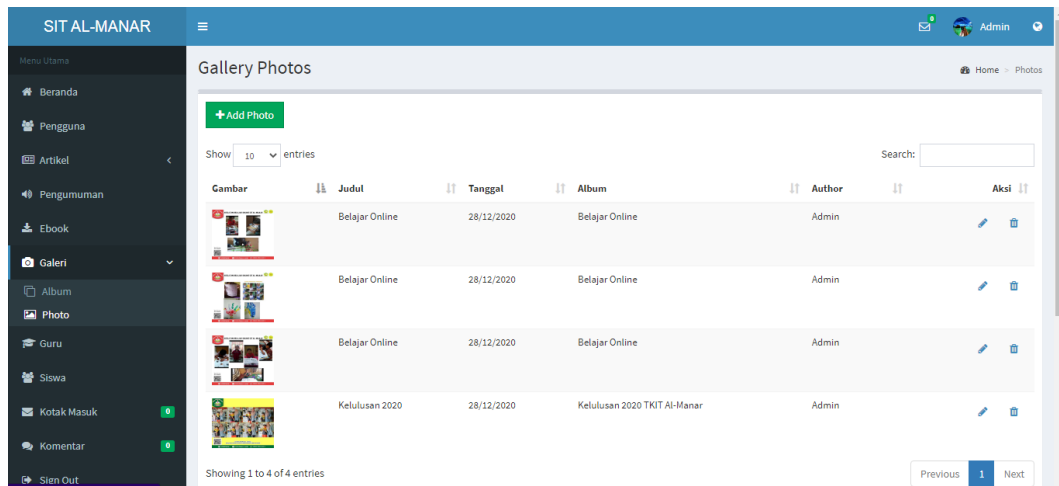 SIT AL-MANAR
0
Admin
Menu Utama
Gallery Photos
Home > Photos
Beranda
Pengguna
Artikel
Pengumuman
Ebook
Galeri
Album
Photo
Guru
Siswa
Kotak Masuk 0
Komentar 0
Sign Out
+ Add Photo
Show 10 entries
Search:
Gambar Judul Tanggal Album Author Aksi
Belajar Online 28/12/2020 Belajar Online Admin
Belajar Online 28/12/2020 Belajar Online Admin
Belajar Online 28/12/2020 Belajar Online Admin
Kelulusan 2020 28/12/2020 Kelulusan 2020 TKIT Al-Manar Admin
Showing 1 to 4 of 4 entries
Previous 1 Next